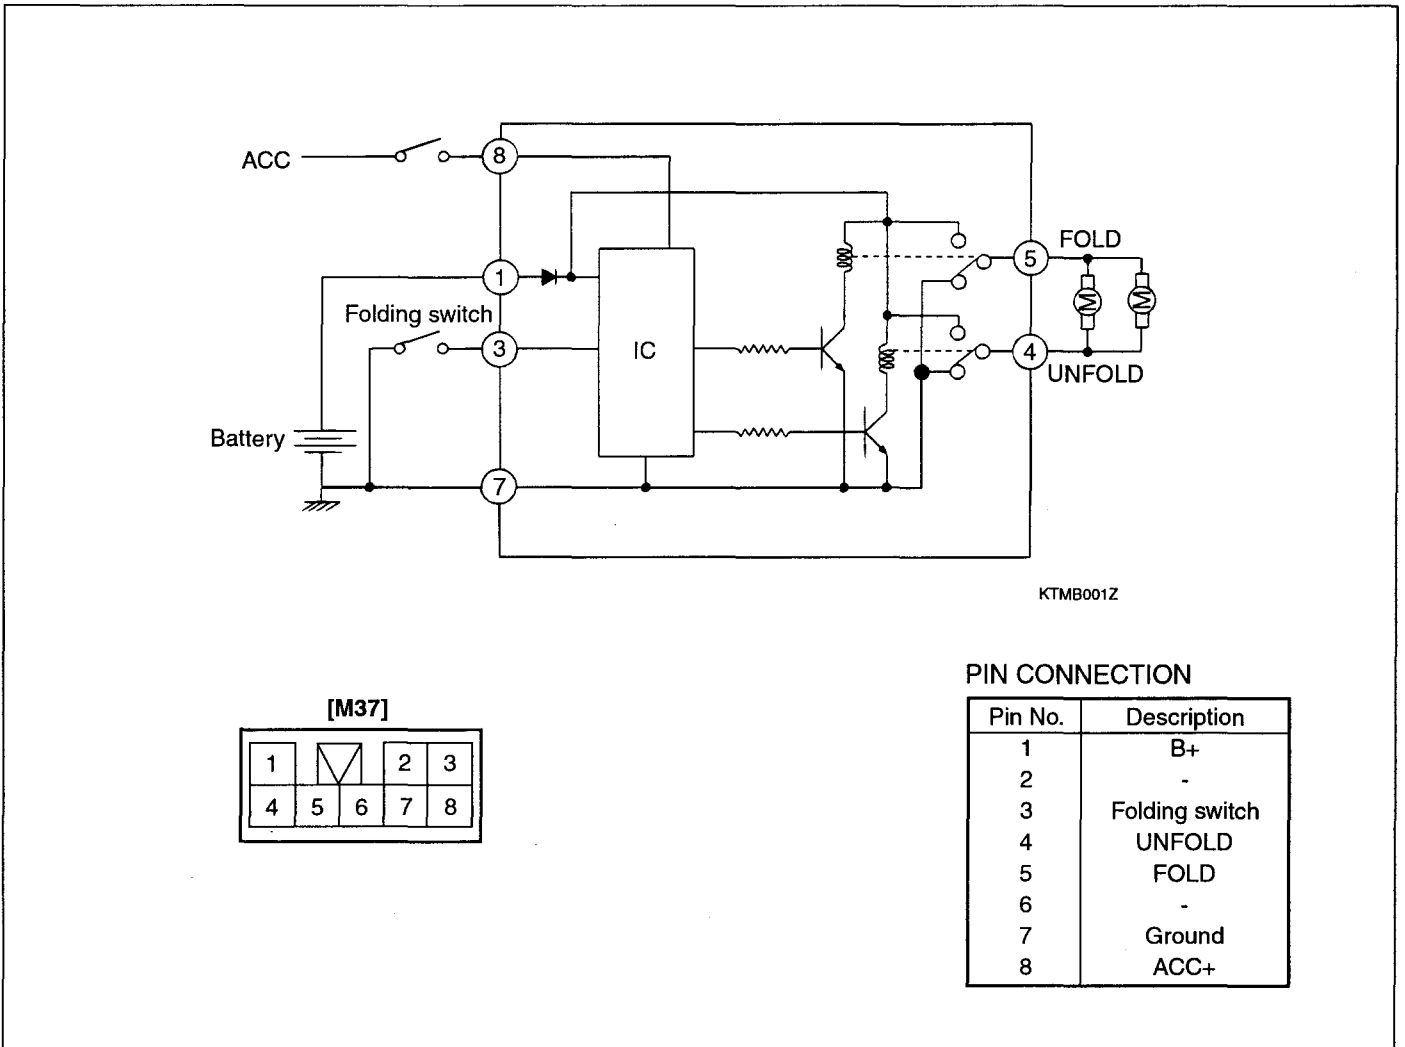 ACC
8
FOLD
5
1
Folding switch
3
IC
M
M
4
UNFOLD
Battery
7
KTMB001Z
PIN CONNECTION
[M37]
1 2 3
4 5 6 7 8
Pin No. Description
1 B+
2 -
3 Folding switch
4 UNFOLD
5 FOLD
6 -
7 Ground
8 ACC+